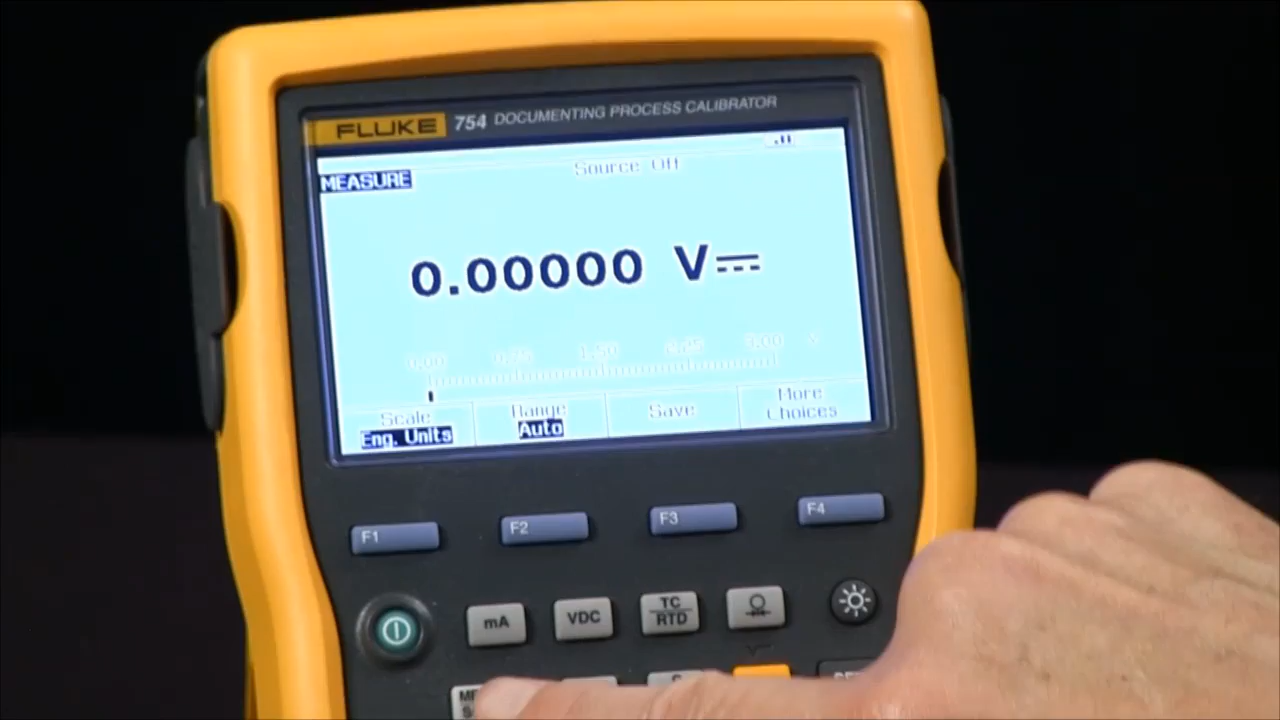 FLUKE 754 DOCUMENTING PROCESS CALIBRATOR
Source Off
MEASURE
0.00000 V
0.00 0.75 1.50 2.25 3.00 V
Scale
Eng. Units
Range
Auto
Save
More
Choices
F1 F2 F3 F4
mA VDC TC
RTD